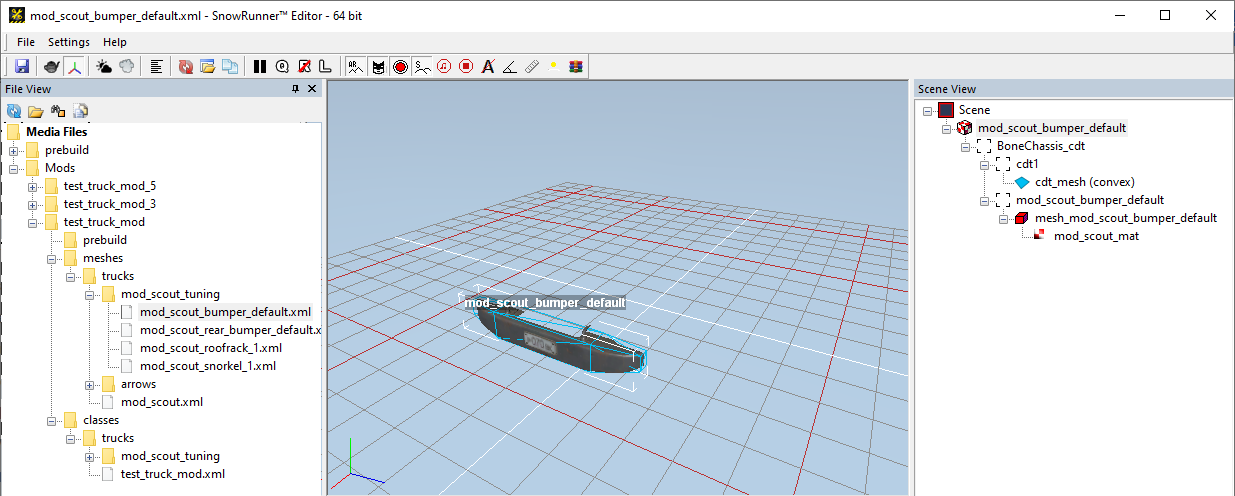 mod_scout_bumper_default.xml - SnowRunner™ Editor - 64 bit
File Settings Help
File View
Media Files
prebuild
Mods
test_truck_mod_5
test_truck_mod_3
test_truck_mod
prebuild
meshes
trucks
mod_scout_tuning
mod_scout_bumper_default.xml
mod_scout_rear_bumper_default.x
mod_scout_roofrack_1.xml
mod_scout_snorkel_1.xml
arrows
mod_scout.xml
classes
trucks
mod_scout_tuning
test_truck_mod.xml
mod_scout_bumper_default
Scene View
Scene
mod_scout_bumper_default
BoneChassis_cdt
cdt1
cdt_mesh (convex)
mod_scout_bumper_default
mesh_mod_scout_bumper_default
mod_scout_mat